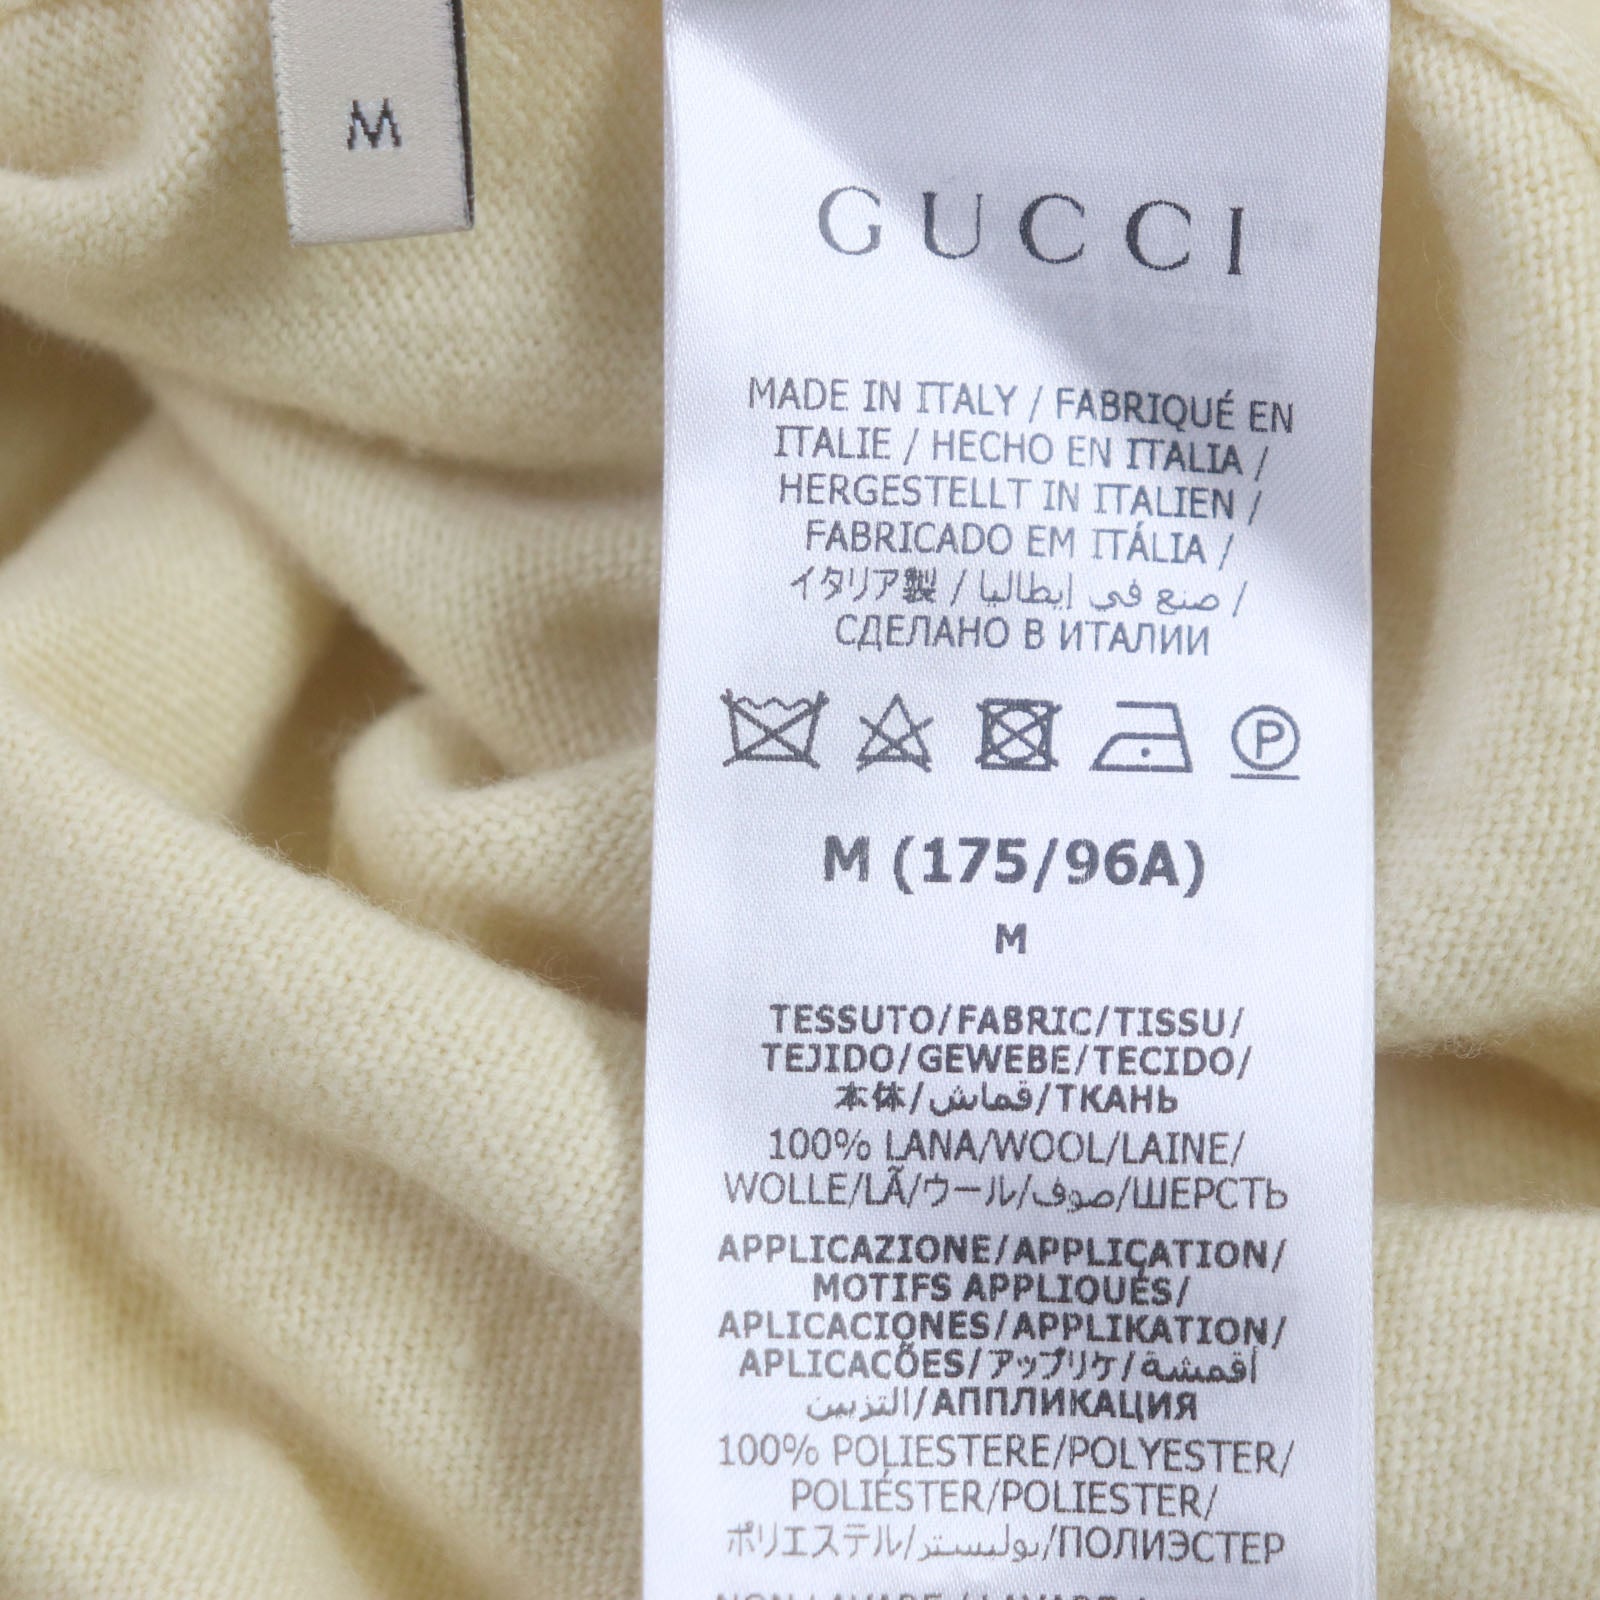 M
GUCCI
MADE IN ITALY / FABRIQUÉ EN
ITALIE / HECHO EN ITALIA /
HERGESTELLT IN ITALIEN /
FABRICADO EM ITÁLIA /
イタリア製 / صنع في إيطاليا /
СДЕЛАНО В ИТАЛИИ
P
M (175/96A)
M
TESSUTO/FABRIC/TISSU/
TEJIDO/GEWEBE/TECIDO/
本体/قماش/ТКАНЬ
100% LANA/WOOL/LAINE/
WOLLE/LÃ/ウール/صوف/ШЕРСТЬ
APPLICAZIONE/APPLICATION/
MOTIFS APPLIQUÉS/
APLICACIONES/APPLIKATION/
APLICACÕES/アップリケ/أقمشة
التزيين/АППЛИКАЦИЯ
100% POLIESTERE/POLYESTER/
POLIÉSTER/POLIESTER/
ポリエステル/بوليستر/ПОЛИЭСТЕР
NON LAVARE / LAVARE